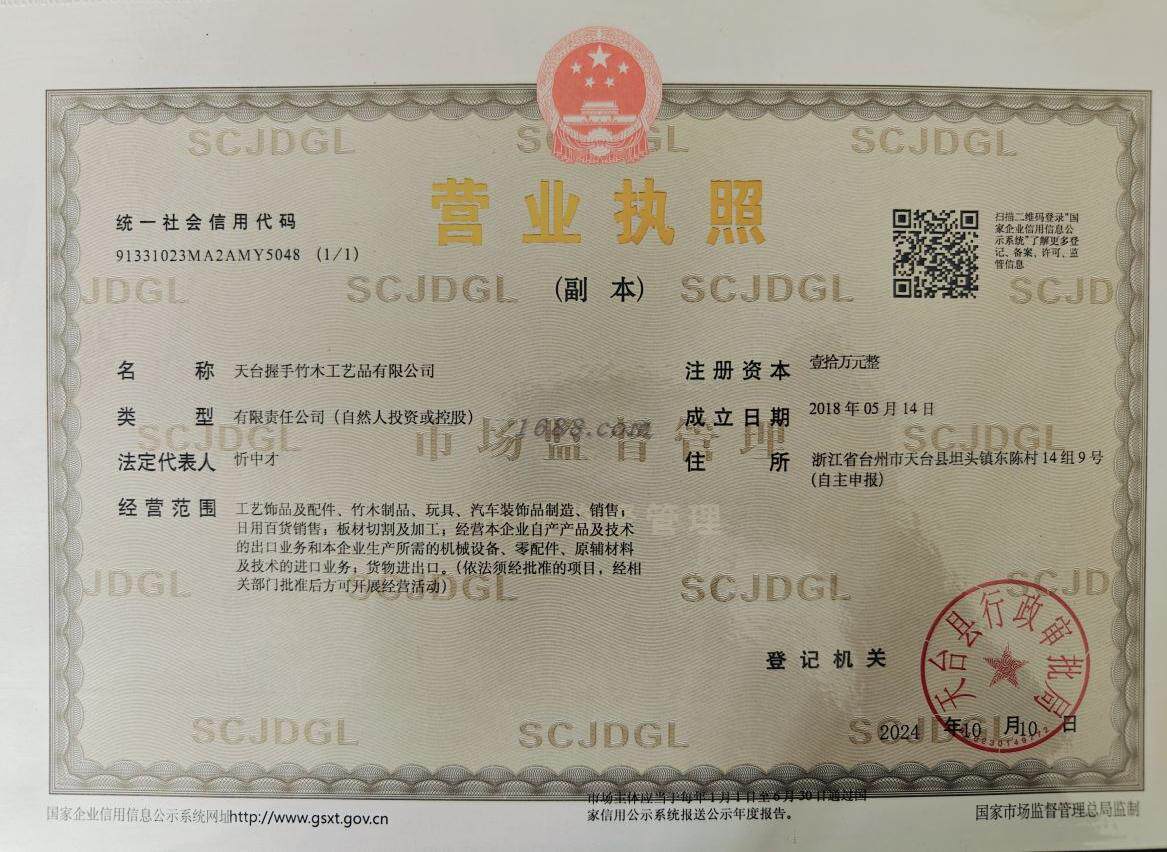 SCJDGL SCJDGL SCJDGL
营业执照
统一社会信用代码
91331023MA2AMY5048 (1/1)
扫描二维码登录"国
家企业信用信息公
示系统"了解更多登
记、备案、许可、监
管信息
JDGL SCJDGL (副 本) SCJDGL SCJD
名 称 天台握手竹木工艺品有限公司
注册资本 壹拾万元整
类 型 有限责任公司(自然人投资或控股)
成立日期 2018年05月14日
1688.com
SCJDGL 市场监督管理 SCJDGL
法定代表人 忻中才
住 所 浙江省台州市天台县坦头镇东陈村14组9号
(自主申报)
经营范围 工艺饰品及配件、竹木制品、玩具、汽车装饰品制造、销售;
日用百货销售;板材切割及加工;经营本企业自产产品及技术
的出口业务和本企业生产所需的机械设备、零配件、原辅材料
及技术的进口业务;货物进出口。(依法须经批准的项目,经相
关部门批准后方可开展经营活动)
管理
JDGL SCJDGL SCJDGL SCJD
天台县行政审批局
登记机关
SCJDGL SCJDGL SCJDGL
2024 年10 月10 日
国家企业信用信息公示系统网址http://www.gsxt.gov.cn
市场主体应当于每年1月1日至6月30日通过国
家信用公示系统报送公示年度报告。
国家市场监督管理总局监制